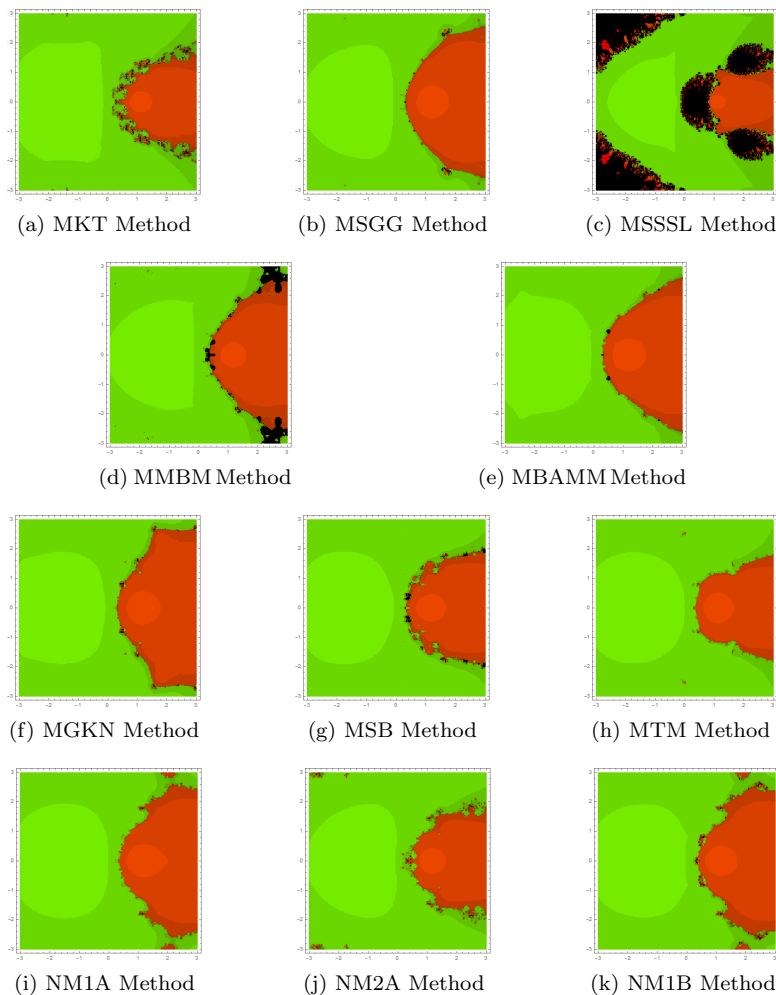 (a) MKT Method
(b) MSGG Method
(c) MSSSL Method
(d) MMBM Method
(e) MBAMM Method
(f) MGKN Method
(g) MSB Method
(h) MTM Method
(i) NM1A Method
(j) NM2A Method
(k) NM1B Method